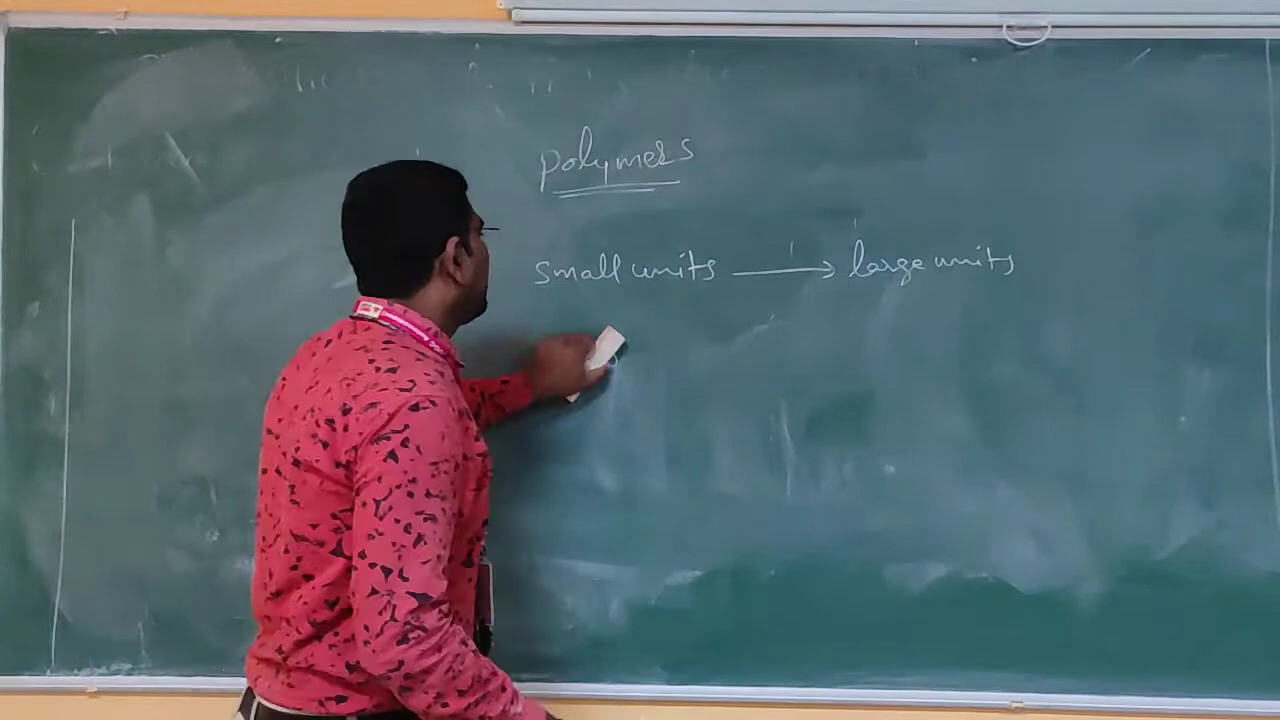 polymers
small units → large units